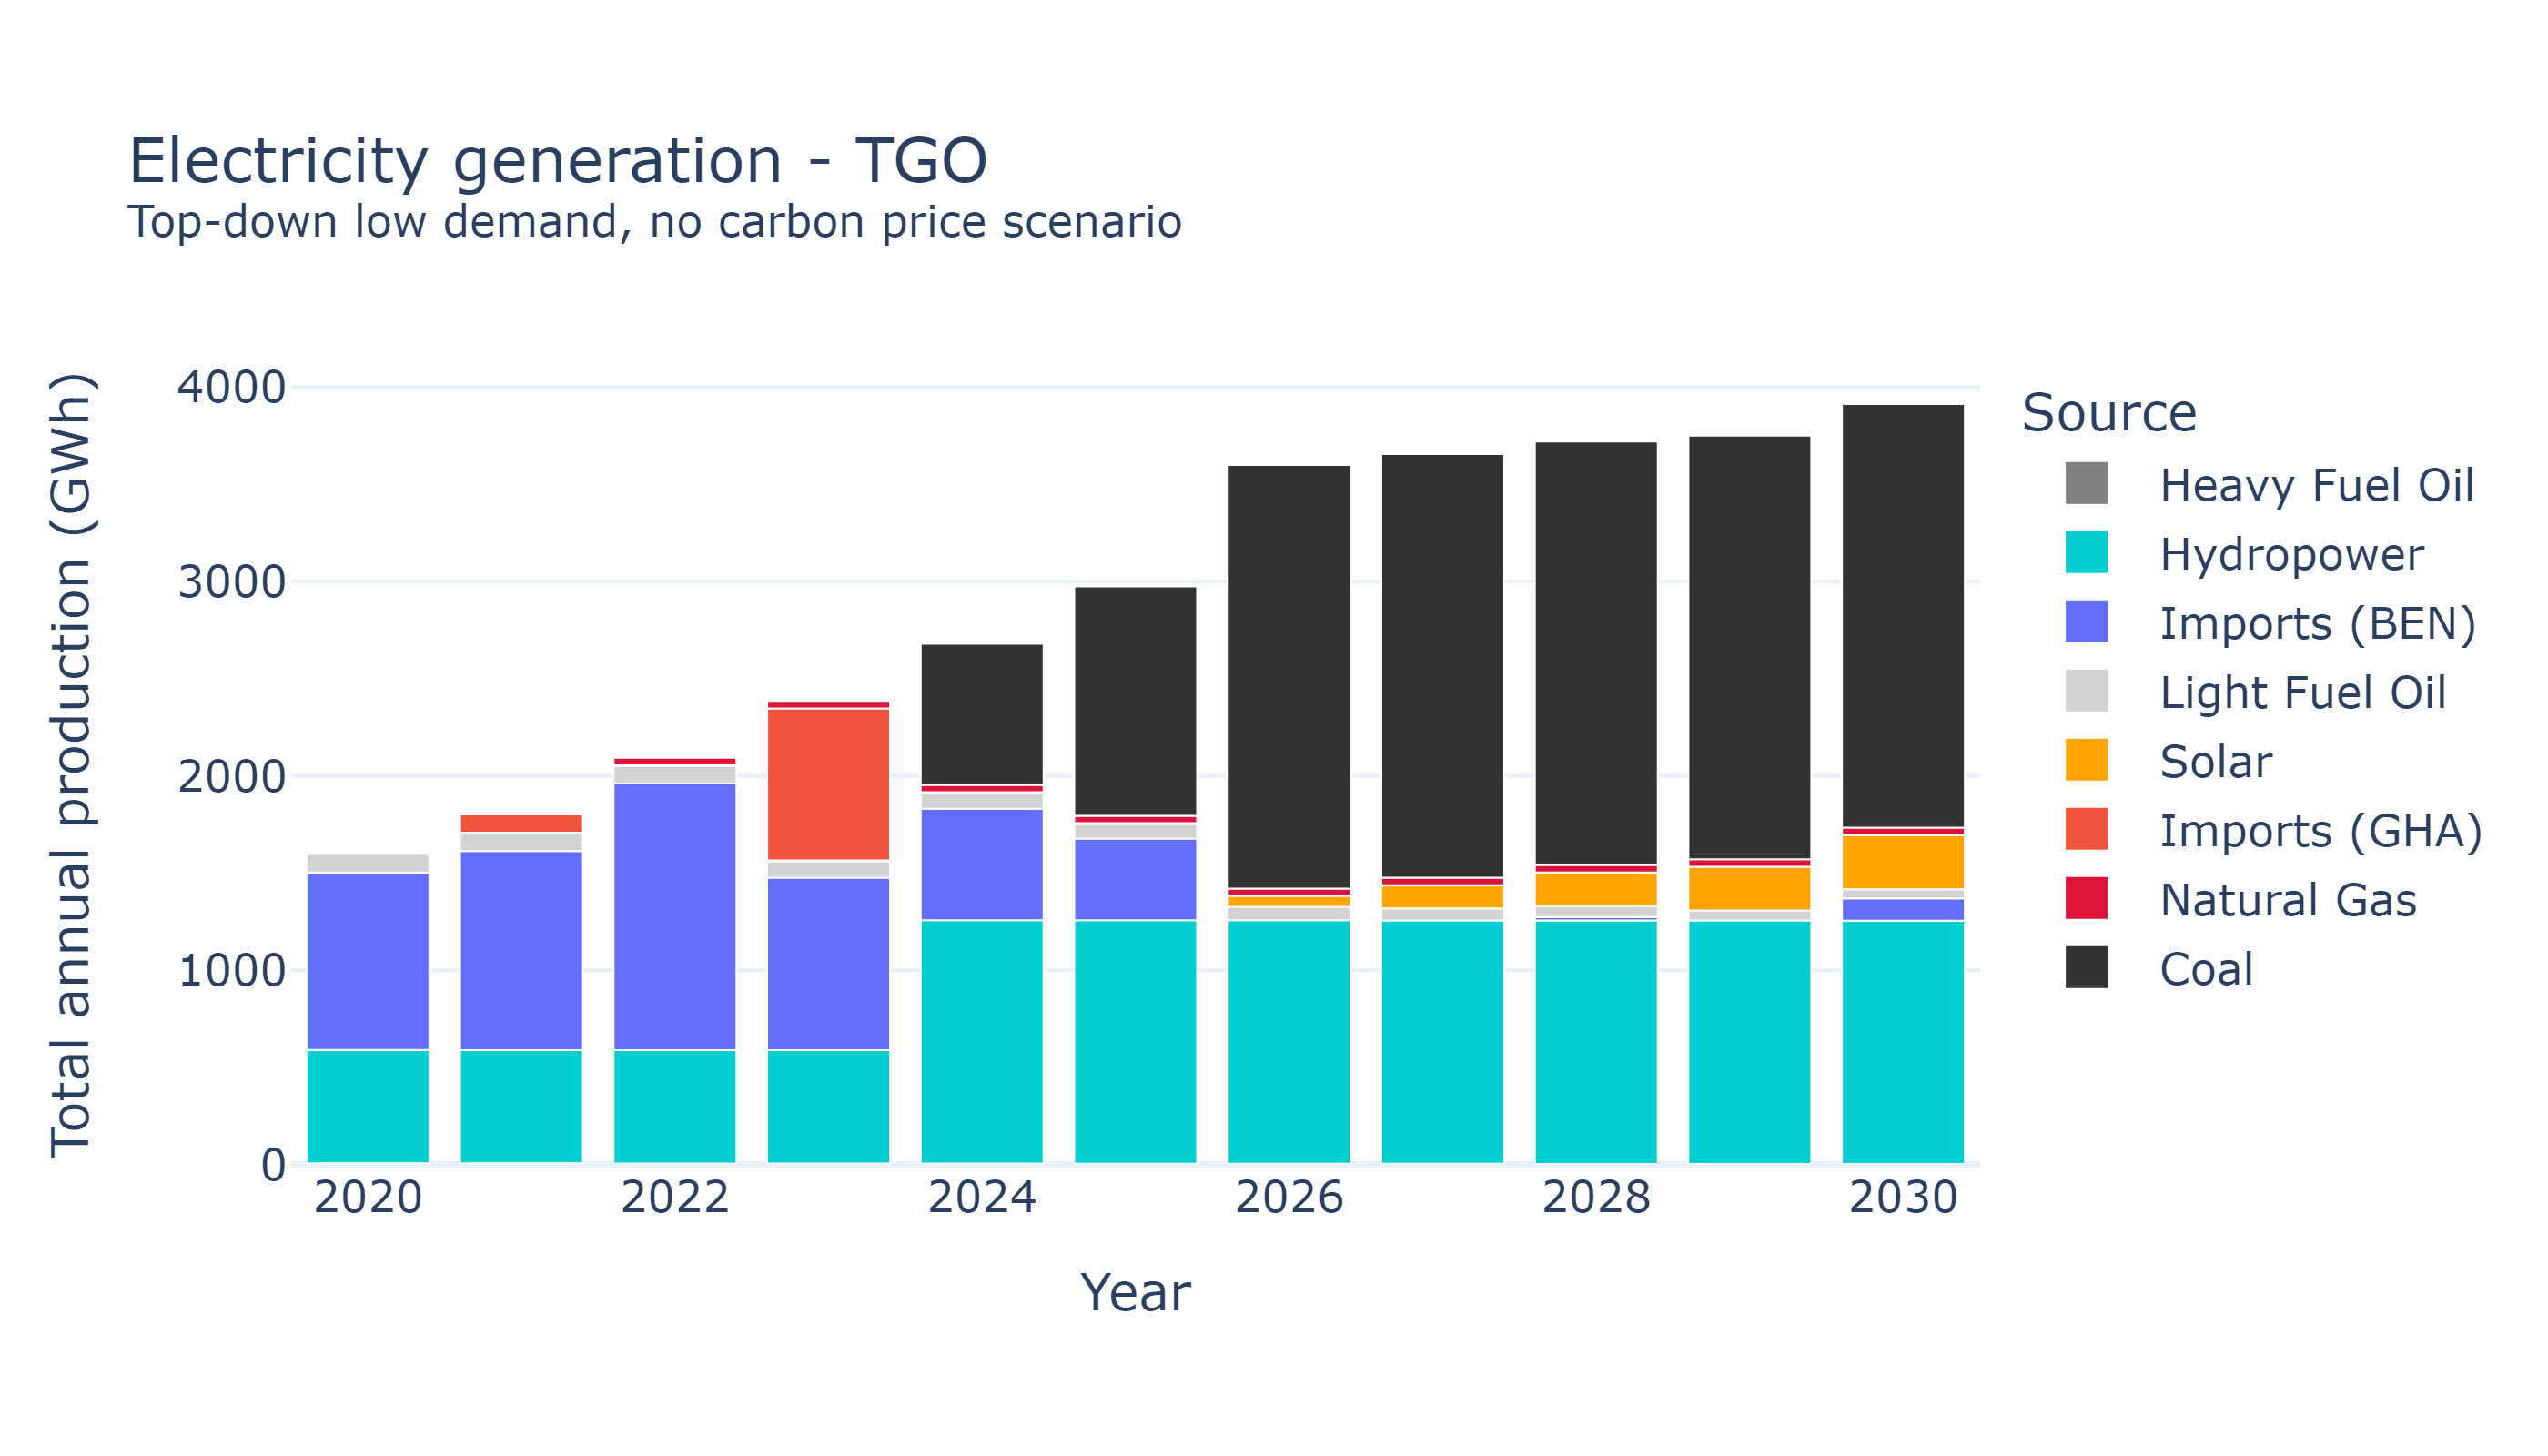 Electricity generation - TGO
Top-down low demand, no carbon price scenario
Total annual production (GWh)
4000
3000
2000
1000
0
2020
2022
2024
2026
2028
2030
Year
Source
Heavy Fuel Oil
Hydropower
Imports (BEN)
Light Fuel Oil
Solar
Imports (GHA)
Natural Gas
Coal